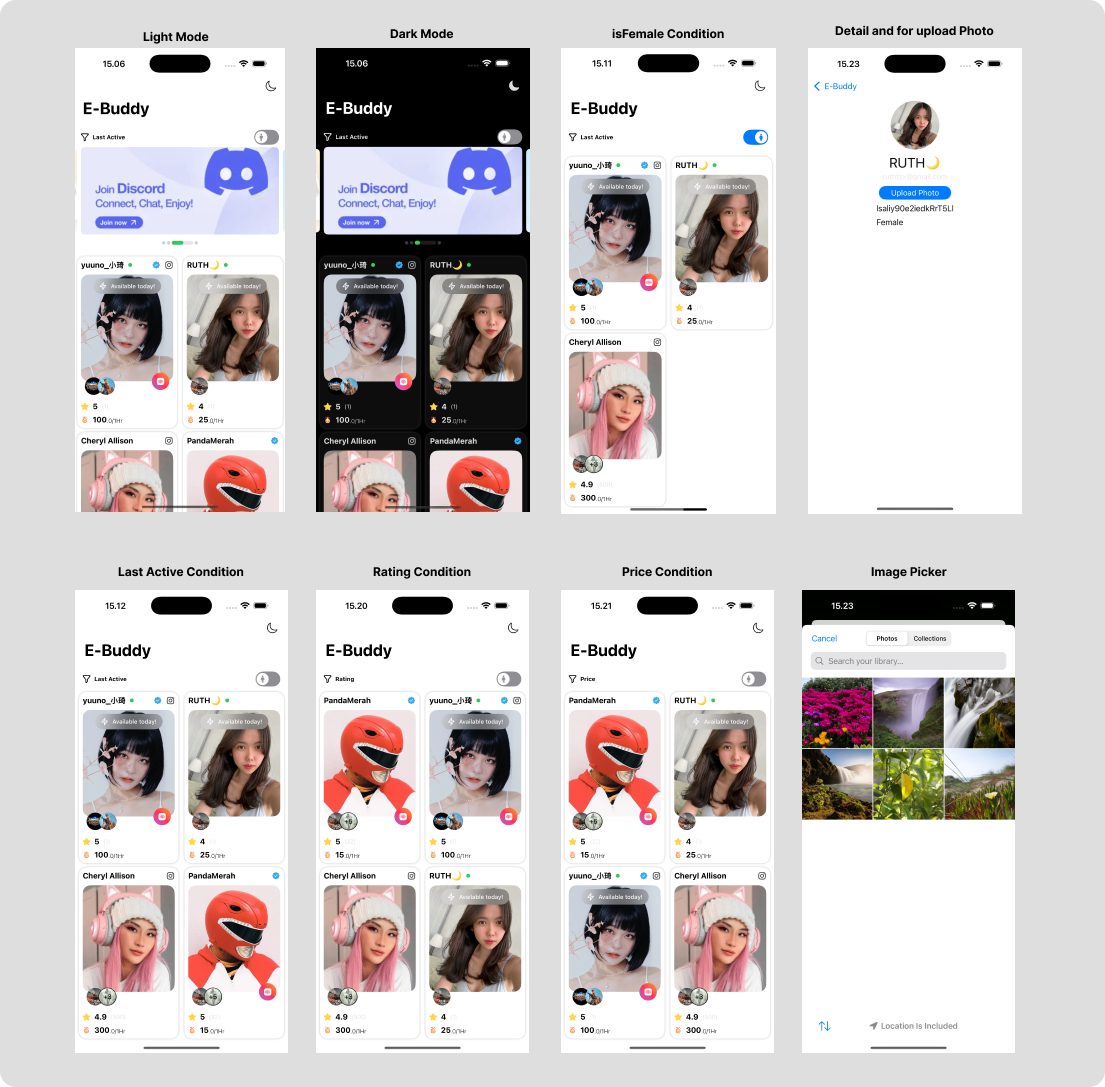 Light Mode
15.06
E-Buddy
Last Active
Join Discord
Connect, Chat, Enjoy!
Join now
yuuno_小琦
RUTH🌙
Available today!
Available today!
5
4
100.0/1Hr
25.0/1Hr
Cheryl Allison
PandaMerah
Dark Mode
15.06
E-Buddy
Last Active
Join Discord
Connect, Chat, Enjoy!
Join now
yuuno_小琦
RUTH🌙
Available today!
Available today!
5 (1)
4 (1)
100.0/1Hr
25.0/1Hr
Cheryl Allison
PandaMerah
isFemale Condition
15.11
E-Buddy
Last Active
yuuno_小琦
RUTH🌙
Available today!
Available today!
5
4
100.0/1Hr
25.0/1Hr
Cheryl Allison
+3
4.9
300.0/1Hr
Detail and for upload Photo
15.23
E-Buddy
RUTH🌙
Upload Photo
Female
Last Active Condition
15.12
E-Buddy
Last Active
yuuno_小琦
RUTH🌙
Available today!
Available today!
5
4
100.0/1Hr
25.0/1Hr
Cheryl Allison
PandaMerah
+3
+5
4.9
5
300.0/1Hr
15.0/1Hr
Rating Condition
15.20
E-Buddy
Rating
PandaMerah
yuuno_小琦
Available today!
+5
5
5
15.0/1Hr
100.0/1Hr
Cheryl Allison
RUTH🌙
Available today!
+3
4.9
4
300.0/1Hr
25.0/1Hr
Price Condition
15.21
E-Buddy
Price
PandaMerah
RUTH🌙
Available today!
+5
5
4
15.0/1Hr
25.0/1Hr
yuuno_小琦
Cheryl Allison
Available today!
+3
5
4.9
100.0/1Hr
300.0/1Hr
Image Picker
15.23
Cancel
Photos
Collections
Search your library...
Location Is Included